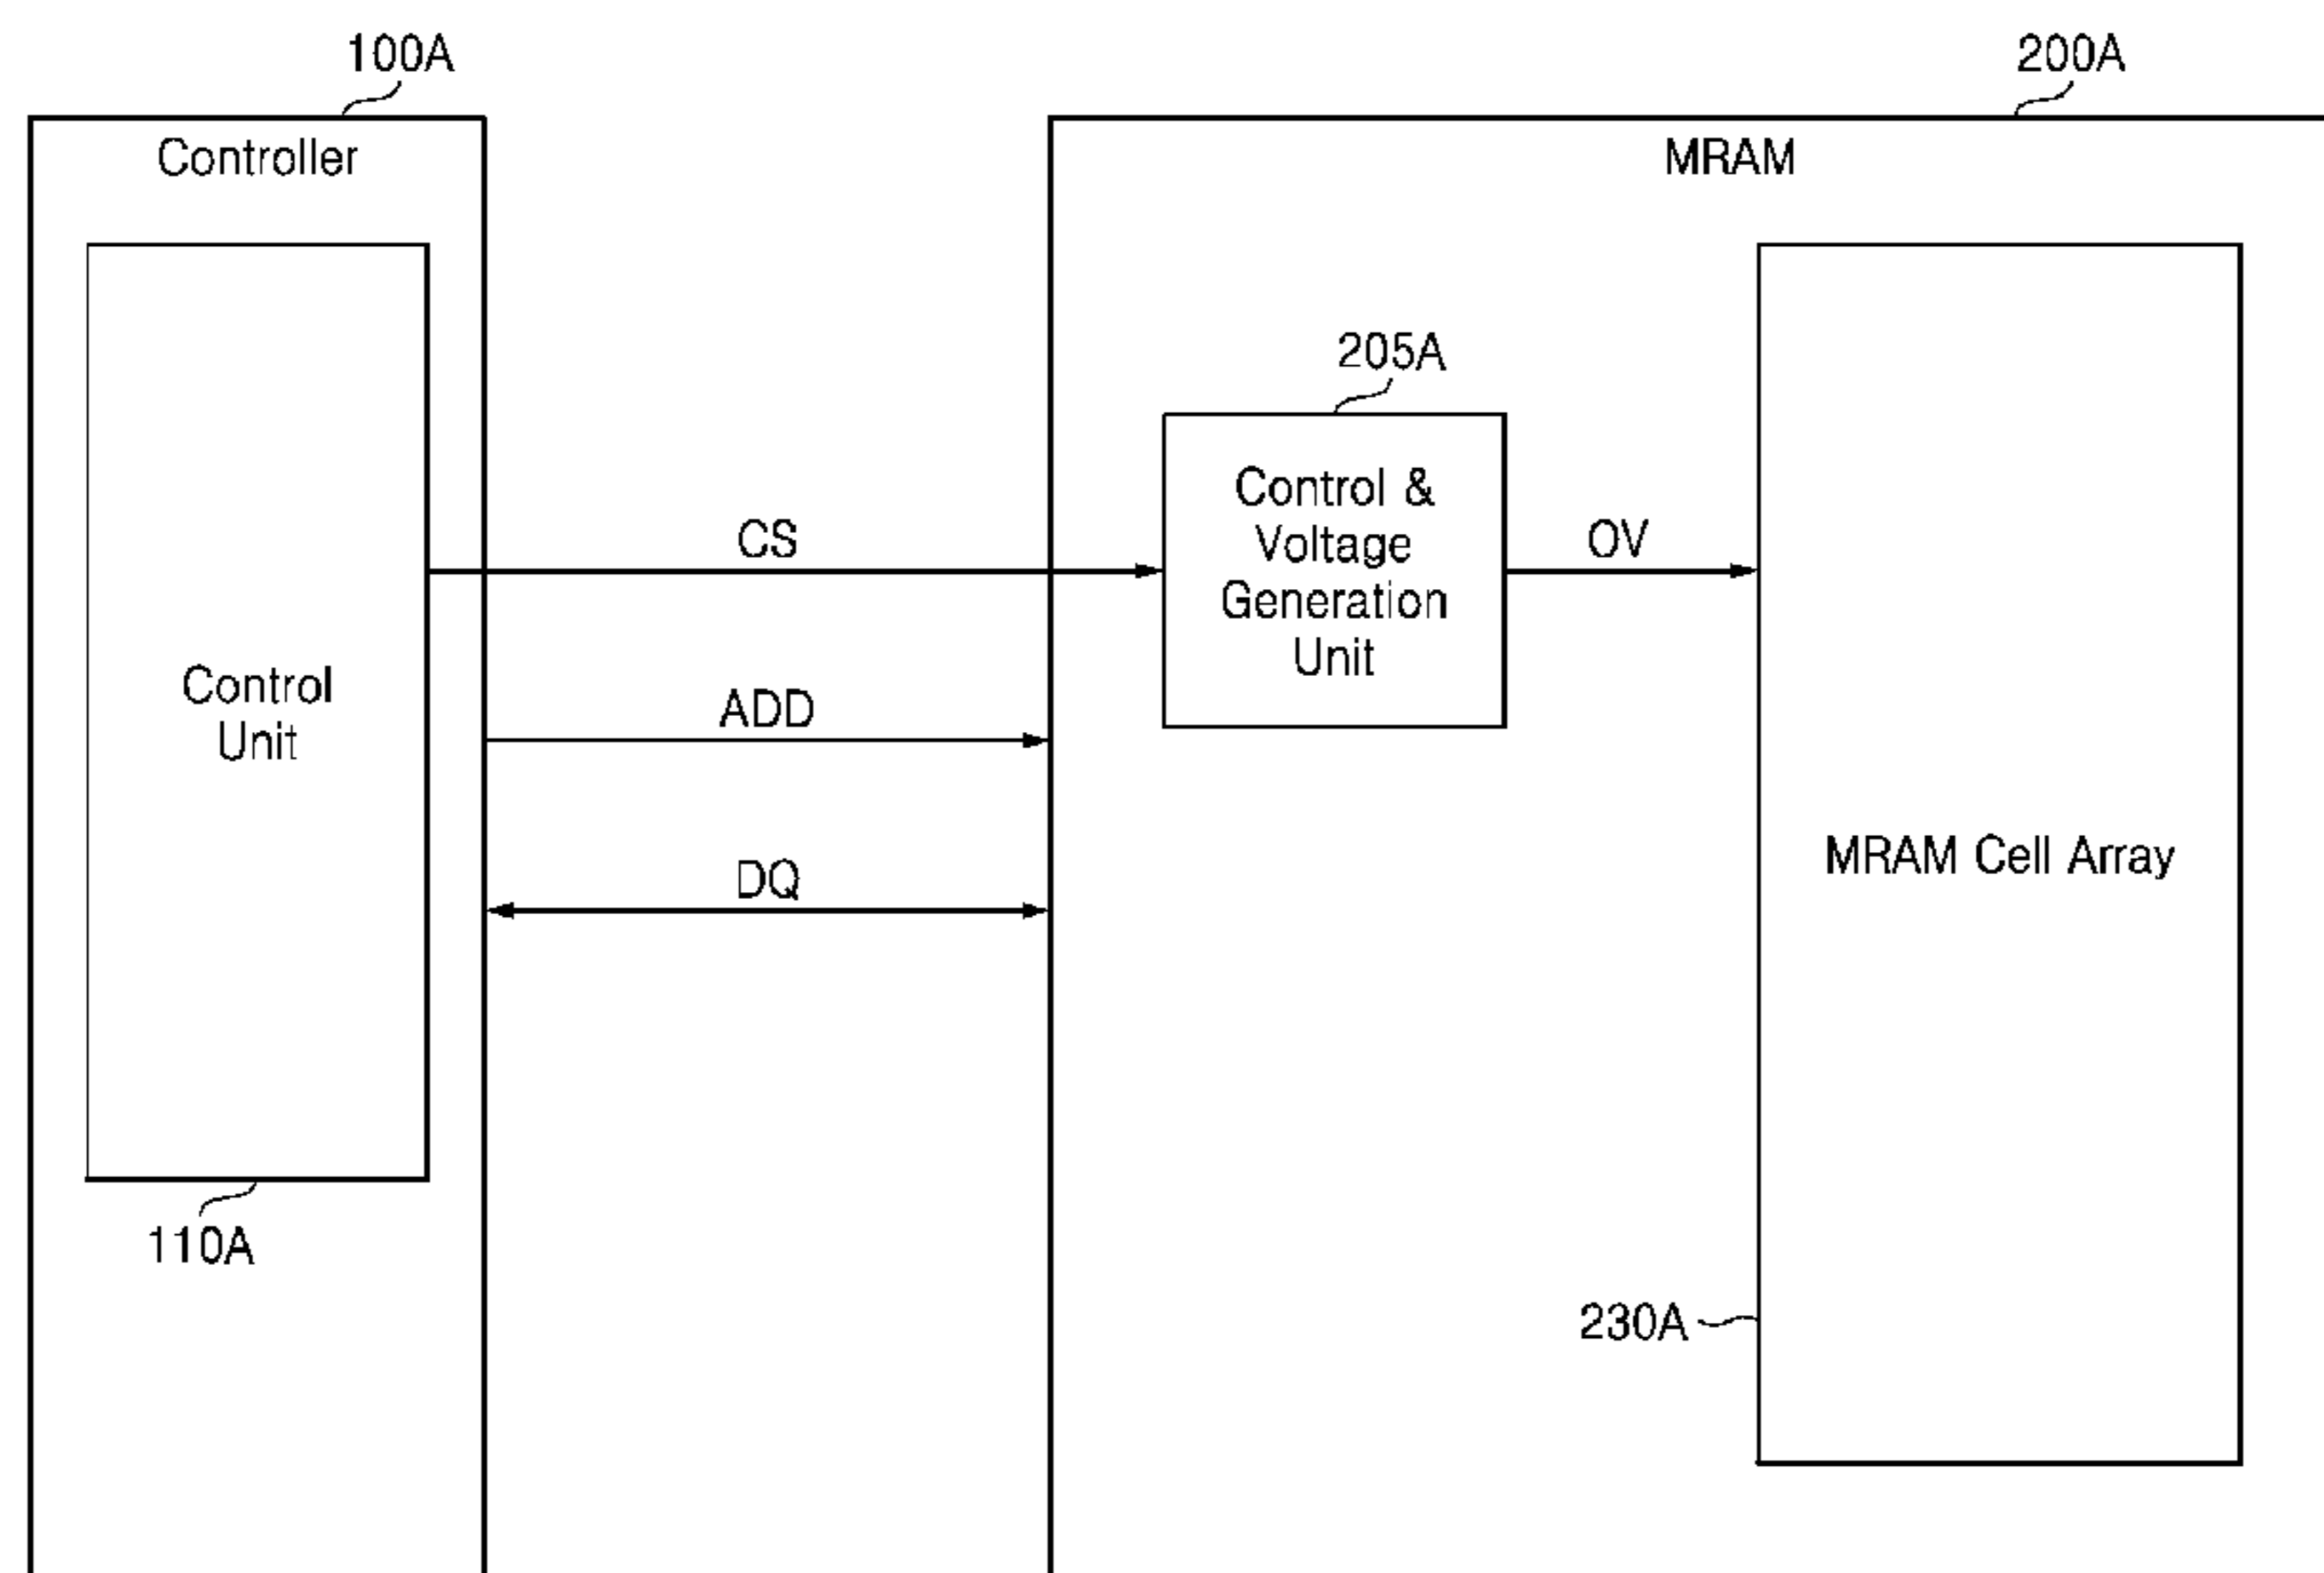 100A
200A
Controller
MRAM
205A
Control &
Voltage
Generation
Unit
CS
OV
Control
Unit
ADD
MRAM Cell Array
DQ
110A
230A